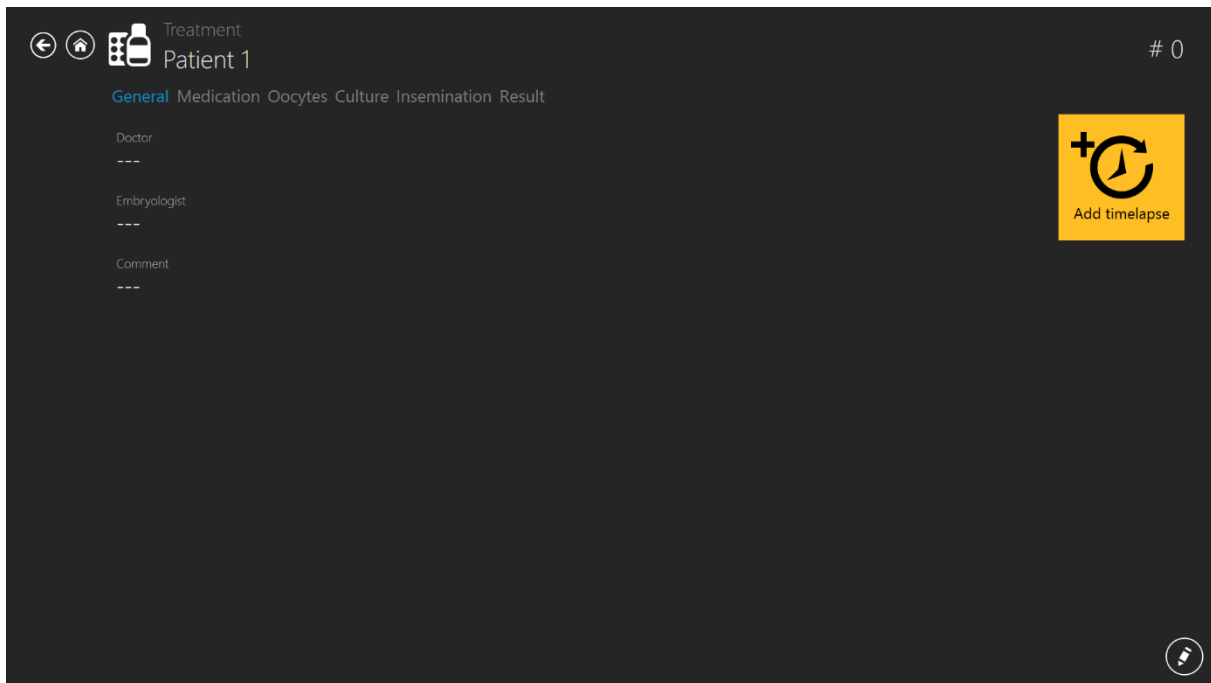 Treatment
Patient 1
# 0
General Medication Oocytes Culture Insemination Result
Doctor
---
Embryologist
---
Comment
---
Add timelapse